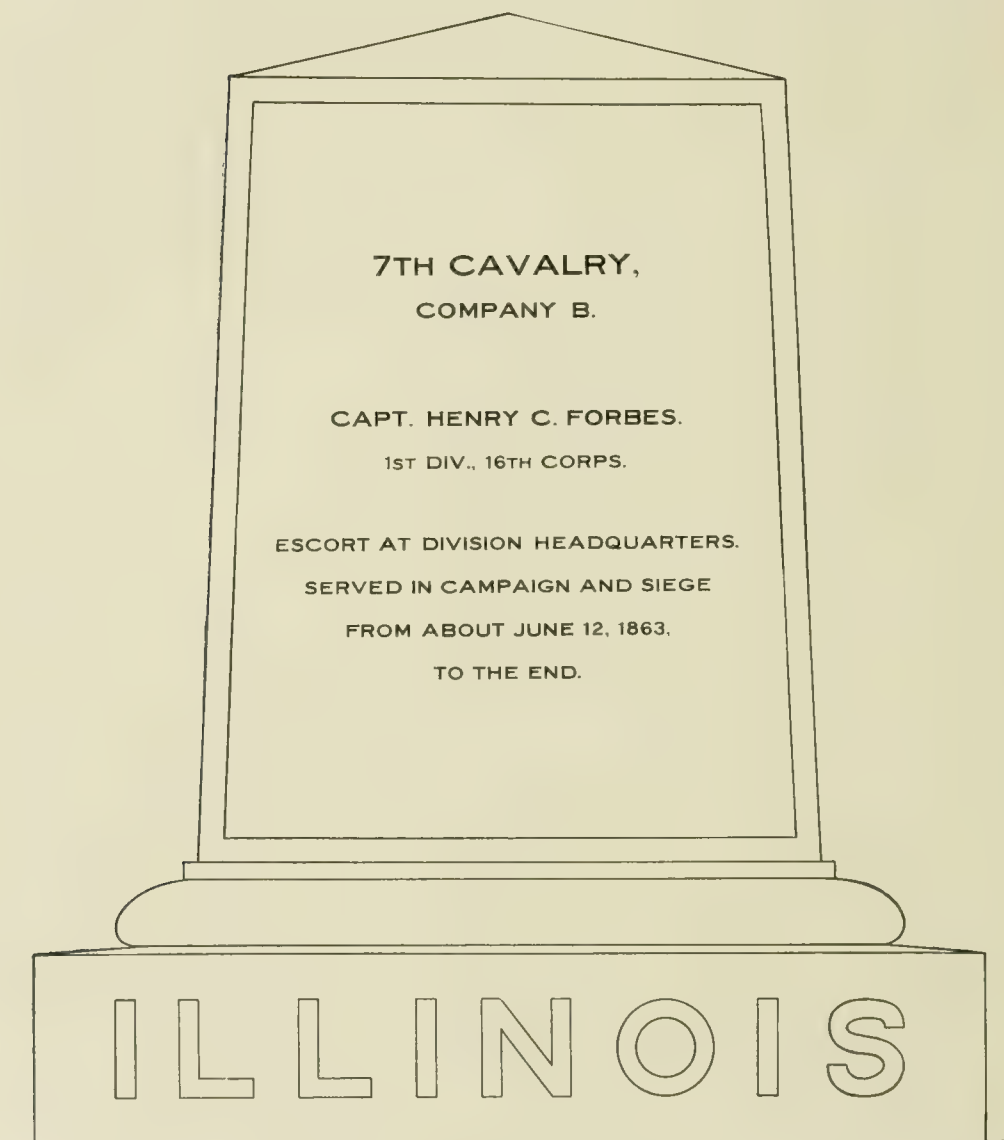 7TH CAVALRY,
COMPANY B.
CAPT. HENRY C. FORBES.
1ST DIV., 16TH CORPS.
ESCORT AT DIVISION HEADQUARTERS.
SERVED IN CAMPAIGN AND SIEGE
FROM ABOUT JUNE 12, 1863,
TO THE END.
ILLINOIS